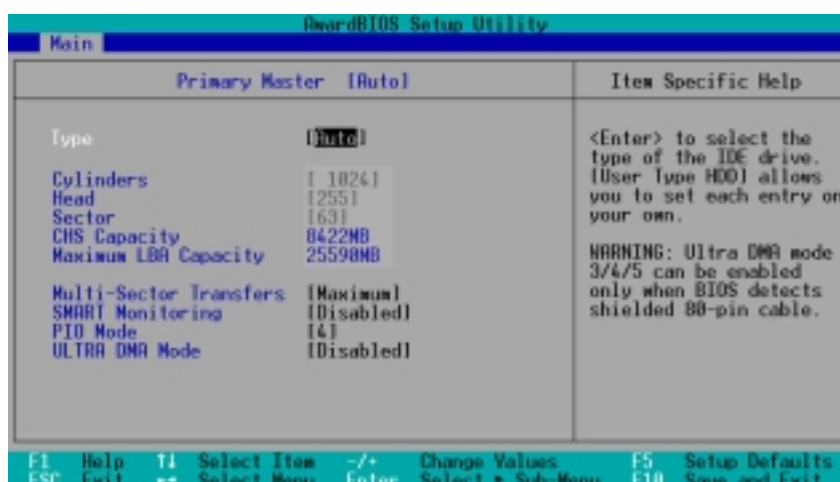 AwardBIOS Setup Utility
Main
Primary Master [Auto]
Item Specific Help
Type [Auto]
Cylinders [ 1024]
Head [255]
Sector [63]
CHS Capacity 8422MB
Maximum LBA Capacity 25590MB
Multi-Sector Transfers [Maximum]
SMART Monitoring [Disabled]
PIO Mode [4]
ULTRA DMA Mode [Disabled]
<Enter> to select the
type of the IDE drive.
[User Type HDD] allows
you to set each entry on
your own.
WARNING: Ultra DMA mode
3/4/5 can be enabled
only when BIOS detects
shielded 80-pin cable.
F1 Help ↑↓ Select Item -/+ Change Values F5 Setup Defaults
ESC Exit ←→ Select Menu Enter Select ► Sub-Menu F10 Save and Exit